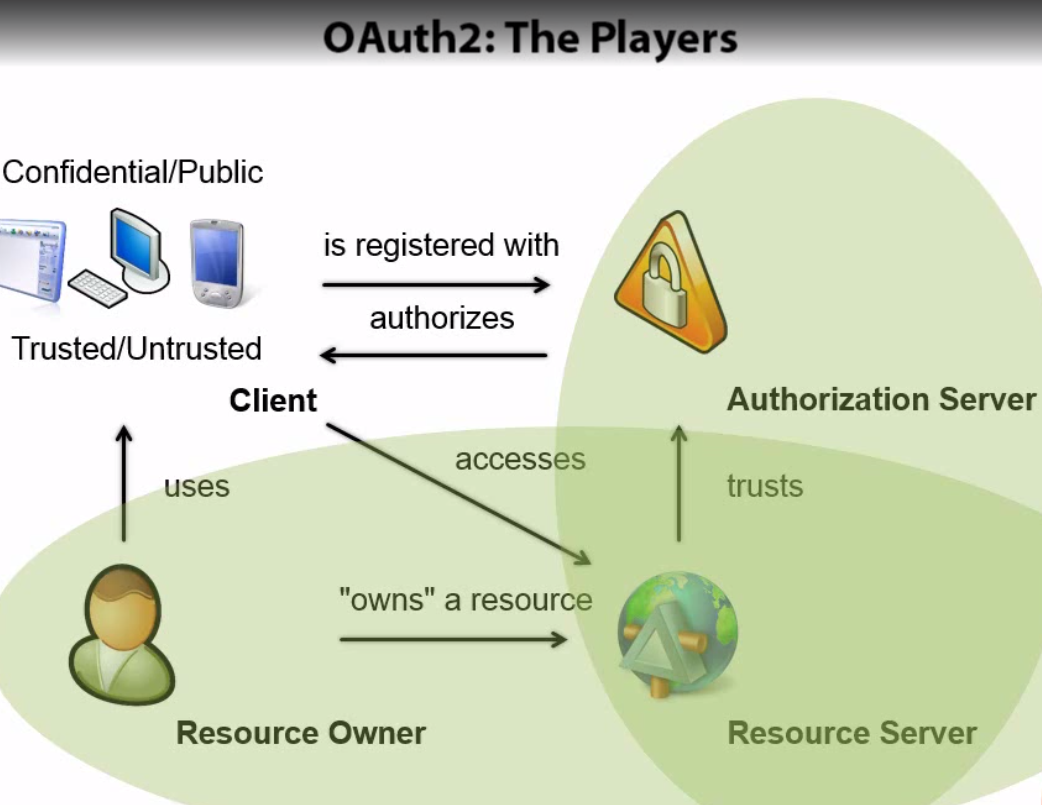 OAuth2: The Players
Confidential/Public
is registered with
authorizes
Trusted/Untrusted
Client
Authorization Server
accesses
uses
trusts
"owns" a resource
Resource Owner
Resource Server